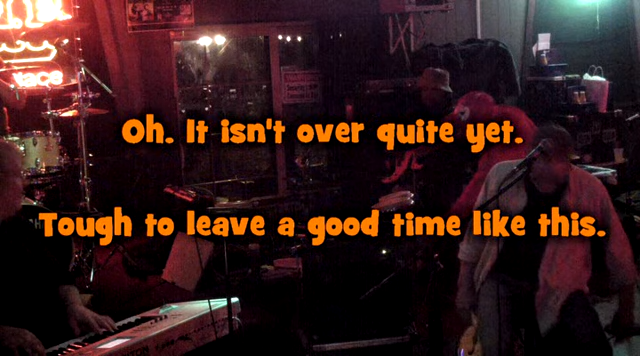 Oh. It isn't over quite yet.
Tough to leave a good time like this.